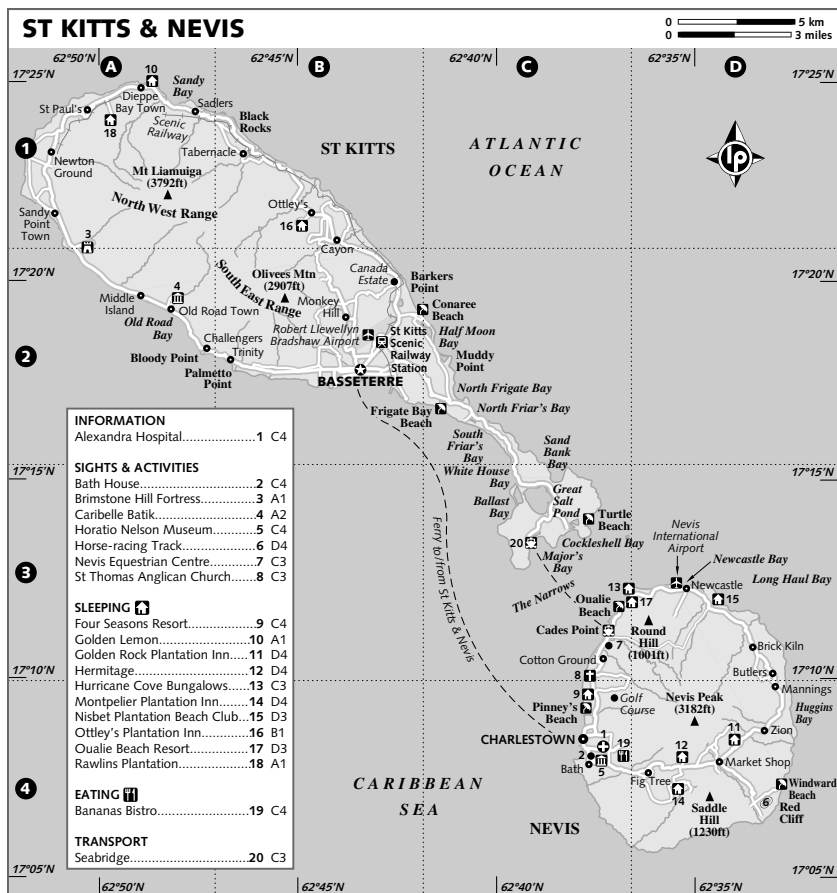 ST KITTS & NEVIS
0 5 km
0 3 miles
62°50'N 62°45'N 62°40'N 62°35'N
A B C D
17°25'N 17°25'N
10
Sandy
Bay
Dieppe
Bay Town
St Paul's
Sadlers
18
Scenic
Railway
Black
Rocks
1
Newton
Ground
Tabernacle
ST KITTS
ATLANTIC
OCEAN
lp
Mt Liamuiga
(3792ft)
North West Range
Sandy
Point
Town
Ottley's
16
3
Cayon
17°20'N 17°20'N
South East Range
Olivees Mtn
(2907ft)
Canada
Estate
Barkers
Point
4
Middle
Island
Old Road Town
Monkey
Hill
Conaree
Beach
Old Road
Bay
Robert Llewellyn
Bradshaw Airport
St Kitts
Scenic
Railway
Station
Half Moon
Bay
2
Challengers
Trinity
Bloody Point
Palmetto
Point
Muddy
Point
BASSETERRE
North Frigate Bay
Frigate Bay
Beach
North Friar's Bay
INFORMATION
Alexandra Hospital.....................1 C4
SIGHTS & ACTIVITIES
Bath House..................................2 C4
Brimstone Hill Fortress..............3 A1
Caribelle Batik............................4 A2
Horatio Nelson Museum............5 C4
Horse-racing Track.....................6 D4
Nevis Equestrian Centre.............7 C3
St Thomas Anglican Church.......8 C3
SLEEPING
Four Seasons Resort...................9 C4
Golden Lemon..........................10 A1
Golden Rock Plantation Inn....11 D4
Hermitage.................................12 D4
Hurricane Cove Bungalows.....13 C3
Montpelier Plantation Inn......14 D4
Nisbet Plantation Beach Club..15 D3
Ottley's Plantation Inn............16 B1
Oualie Beach Resort.................17 D3
Rawlins Plantation...................18 A1
EATING
Bananas Bistro.........................19 C4
TRANSPORT
Seabridge..................................20 C3
South
Friar's
Bay
Sand
Bank
Bay
17°15'N
White House
Bay
Ballast
Bay
Great
Salt
Pond
Turtle
Beach
20
Cockleshell Bay
Major's
Bay
Ferry to/from St Kitts & Nevis
3
The Narrows
Nevis
International
Airport
Newcastle Bay
Newcastle
Long Haul Bay
13
17
15
Oualie
Beach
Cades Point
7
Round
Hill
(1001ft)
Cotton Ground
Brick Kiln
17°10'N 17°10'N
8
Butlers
Mannings
9
Golf
Course
Nevis Peak
(3182ft)
Huggins
Bay
Pinney's
Beach
11
Zion
CHARLESTOWN
1
19
12
2
Bath
5
Market Shop
Fig Tree
4
CARIBBEAN
SEA
14
Windward
Beach
6
Red
Cliff
Saddle
Hill
(1230ft)
NEVIS
17°05'N 17°05'N
62°50'N 62°45'N 62°40'N 62°35'N
17°15'N